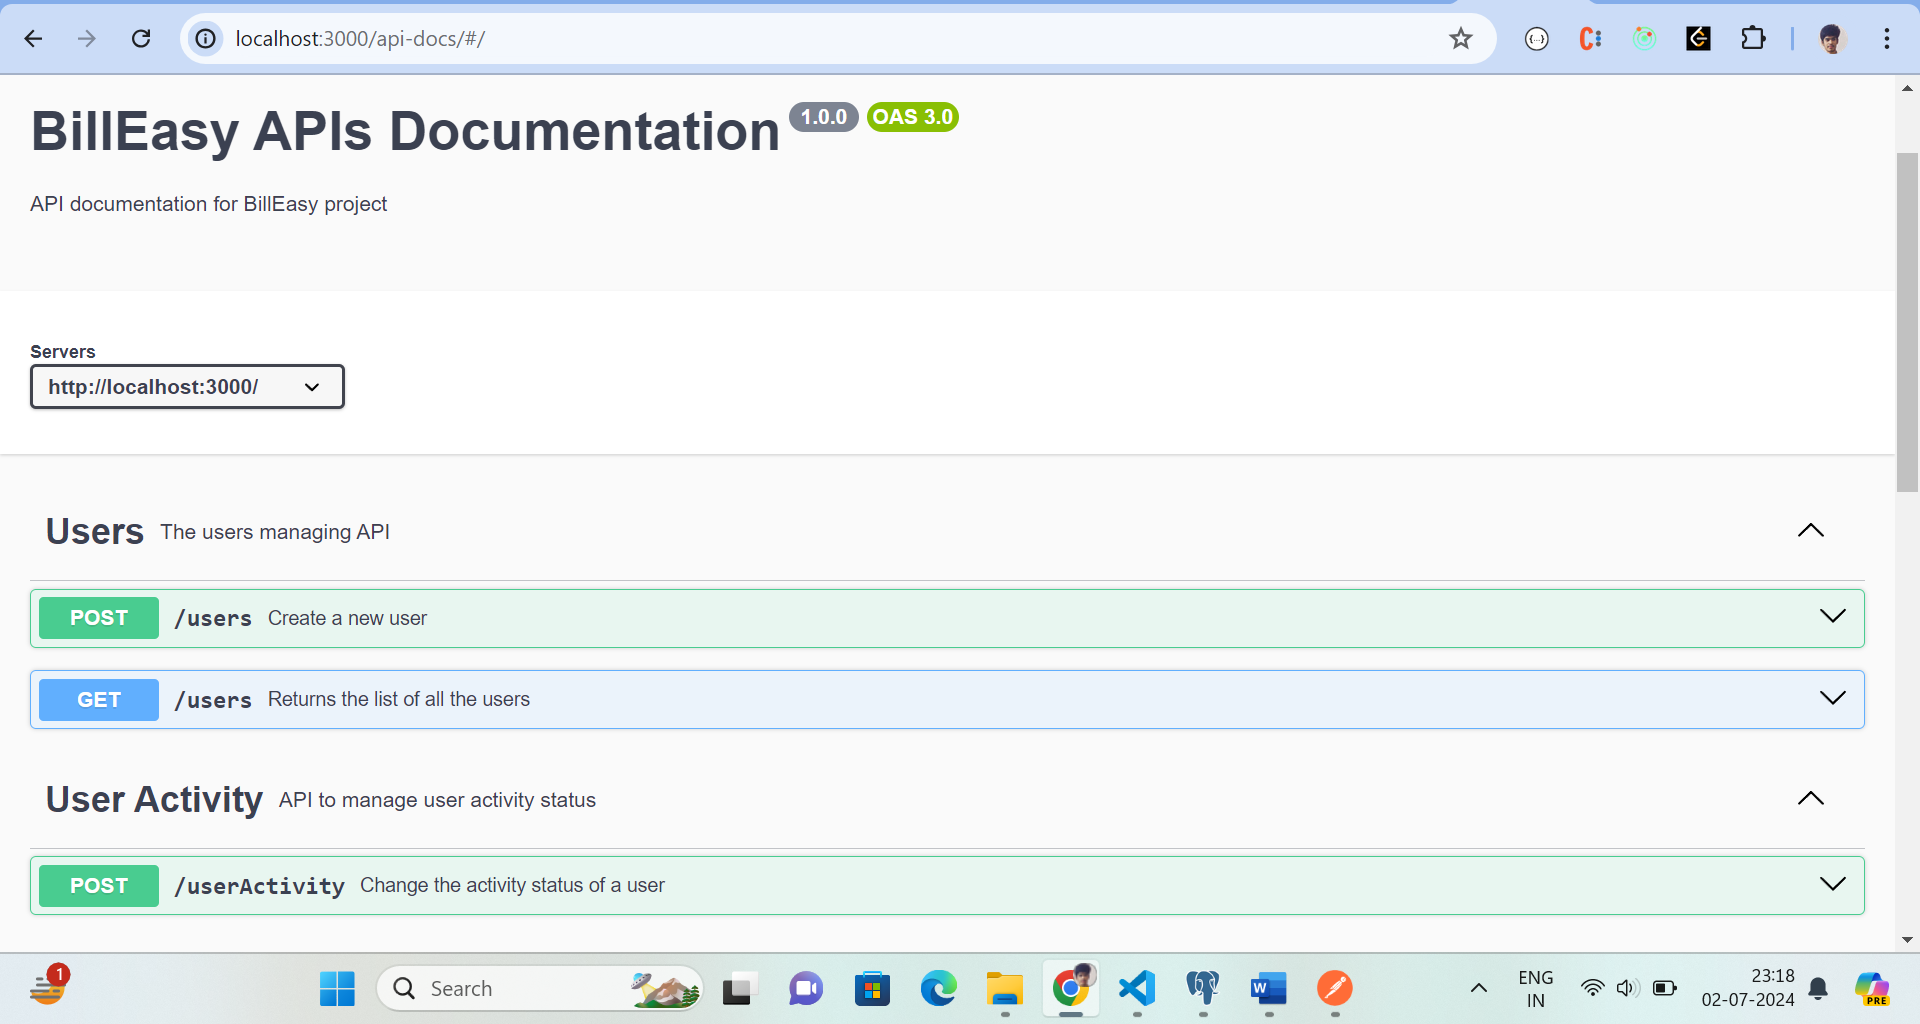 localhost:3000/api-docs/#/
BillEasy APIs Documentation 1.0.0 OAS 3.0
API documentation for BillEasy project
Servers
http://localhost:3000/
Users The users managing API
POST /users Create a new user
GET /users Returns the list of all the users
User Activity API to manage user activity status
POST /userActivity Change the activity status of a user
1
Search
W
ENG
IN
23:18
02-07-2024
PRE